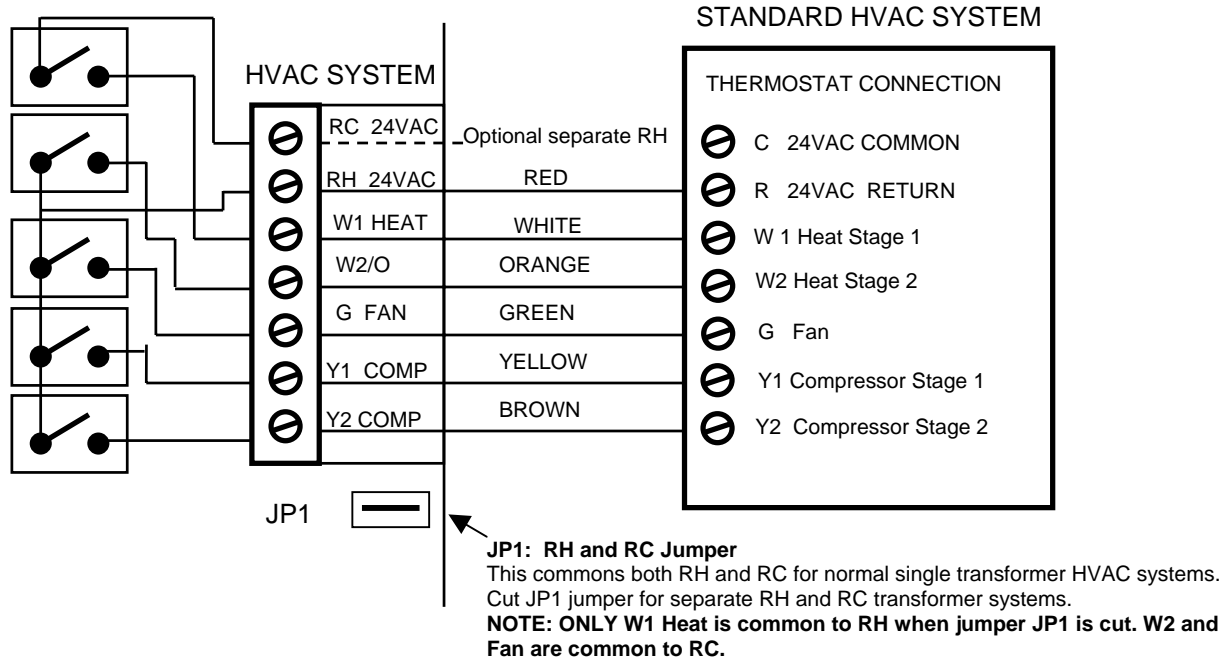 STANDARD HVAC SYSTEM
HVAC SYSTEM
THERMOSTAT CONNECTION
RC 24VAC
Optional separate RH
C 24VAC COMMON
RH 24VAC
RED
R 24VAC RETURN
W1 HEAT
WHITE
W 1 Heat Stage 1
W2/O
ORANGE
W2 Heat Stage 2
G FAN
GREEN
G Fan
Y1 COMP
YELLOW
Y1 Compressor Stage 1
Y2 COMP
BROWN
Y2 Compressor Stage 2
JP1
JP1: RH and RC Jumper
This commons both RH and RC for normal single transformer HVAC systems.
Cut JP1 jumper for separate RH and RC transformer systems.
NOTE: ONLY W1 Heat is common to RH when jumper JP1 is cut. W2 and
Fan are common to RC.